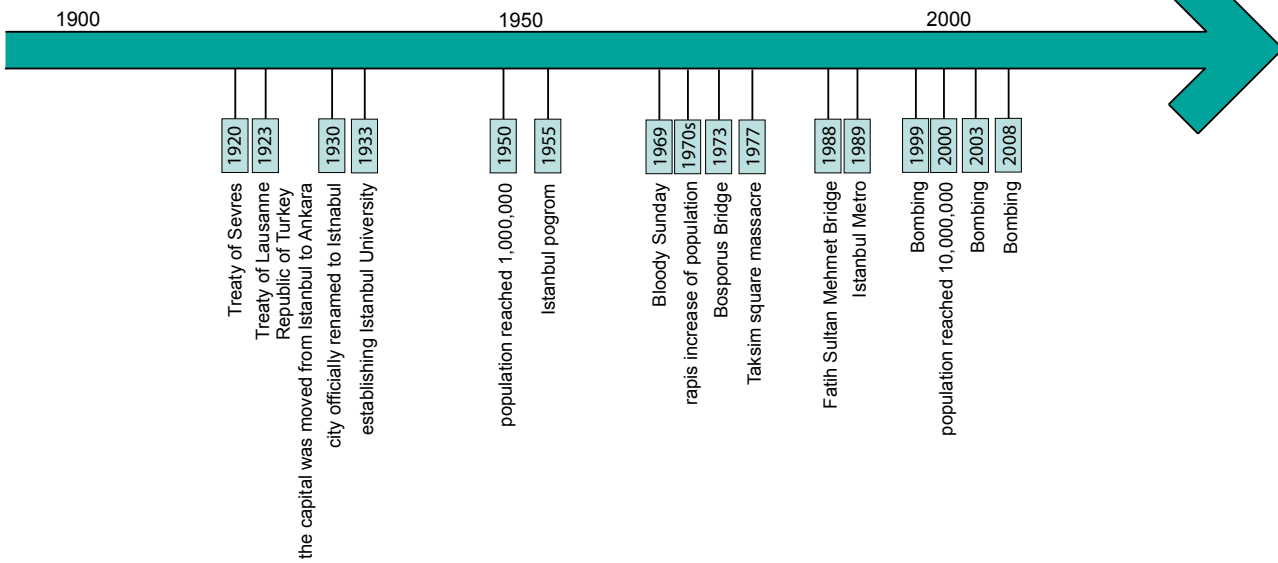 1900
1950
2000
1920
Treaty of Sevres
1923
Treaty of Lausanne
Republic of Turkey
the capital was moved from Istanbul to Ankara
1930
city officially renamed to Istnabul
1933
establishing Istanbul University
1950
population reached 1,000,000
1955
Istanbul pogrom
1969
Bloody Sunday
1970s
rapis increase of population
1973
Bosporus Bridge
1977
Taksim square massacre
1988
Fatih Sultan Mehmet Bridge
1989
Istanbul Metro
1999
Bombing
2000
population reached 10,000,000
2003
Bombing
2008
Bombing